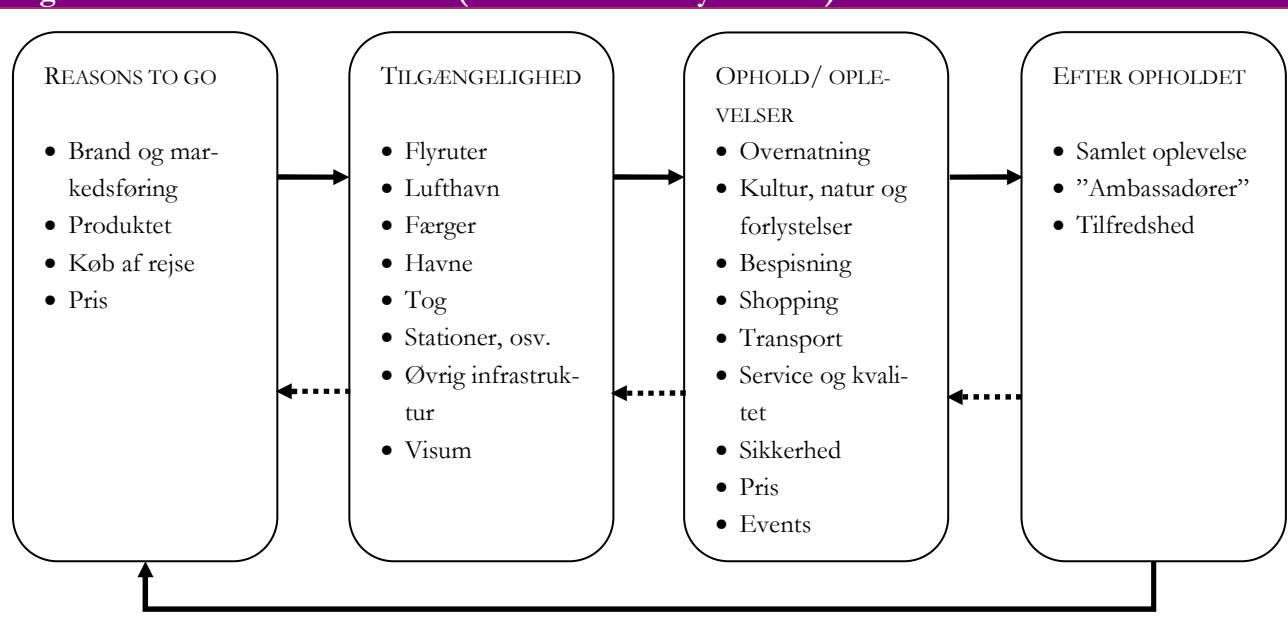 REASONS TO GO
• Brand og mar-
kedsføring
• Produktet
• Køb af rejse
• Pris
TILGÆNGELIGHED
• Flyruter
• Lufthavn
• Færger
• Havne
• Tog
• Stationer, osv.
• Øvrig infrastruk-
tur
• Visum
OPHOLD/ OPLE-
VELSER
• Overnatning
• Kultur, natur og
forlystelser
• Bespisning
• Shopping
• Transport
• Service og kvali-
tet
• Sikkerhed
• Pris
• Events
EFTER OPHOLDET
• Samlet oplevelse
• ”Ambassadører”
• Tilfredshed